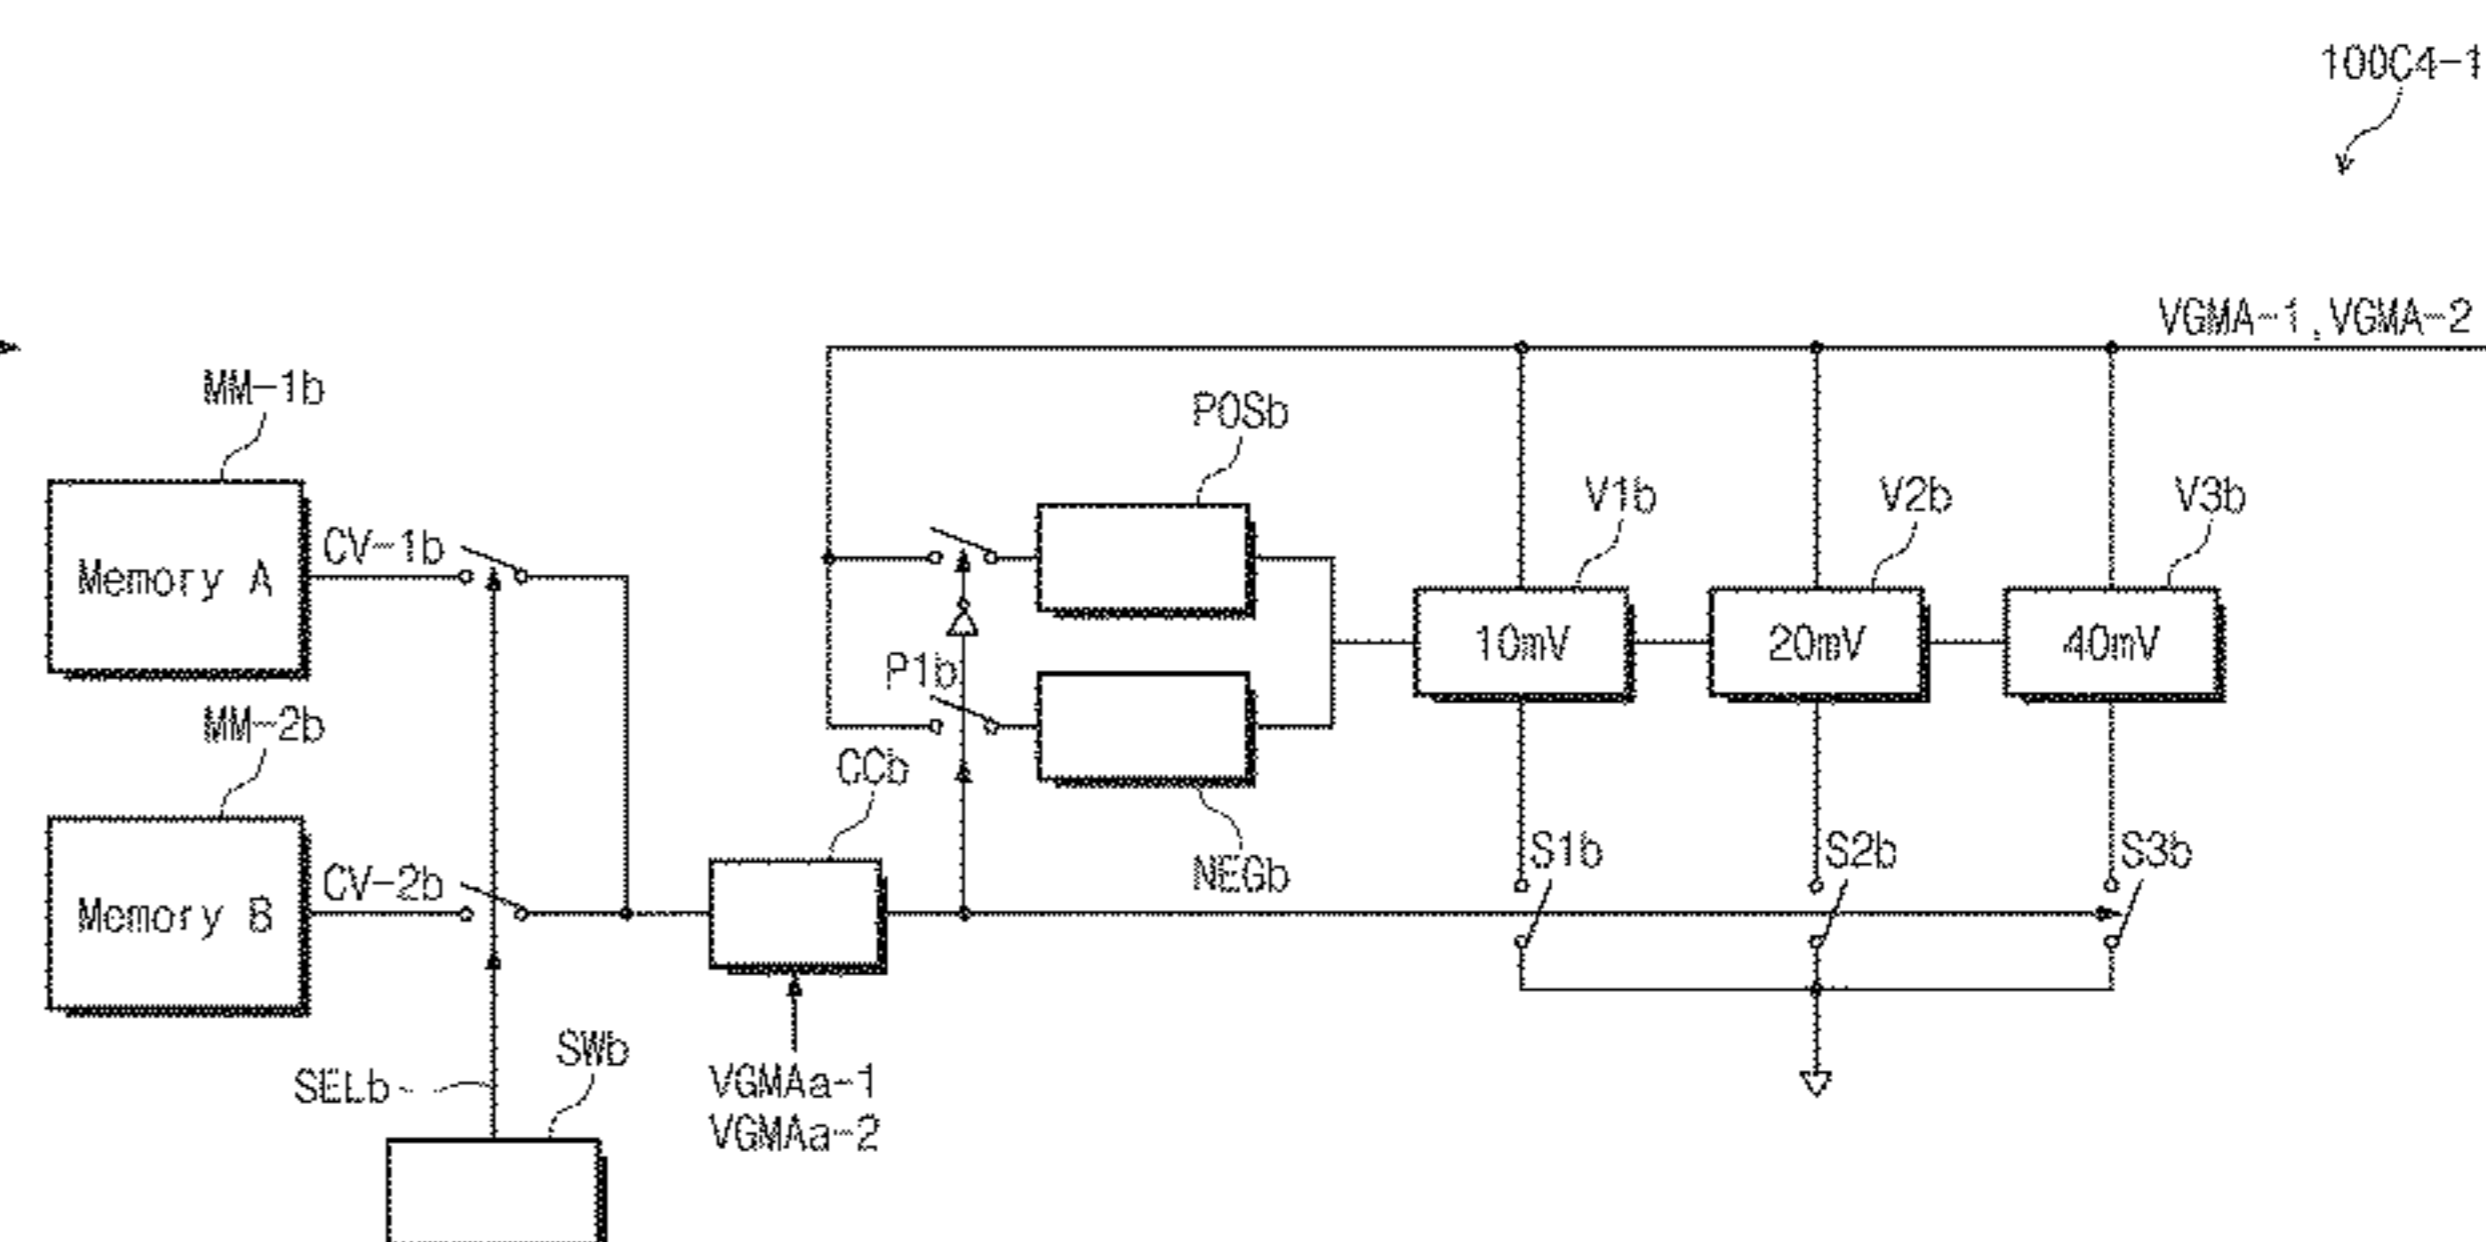 100C4-1
VGMA-1,VGMA-2
MM-1b
POSb
V1b
V2b
V3b
CV-1b
Memory A
10mV
20mV
40mV
P1b
MM-2b
CCb
S1b
S2b
S3b
NEGb
CV-2b
Memory B
SWb
SELb
VGMAa-1
VGMAa-2